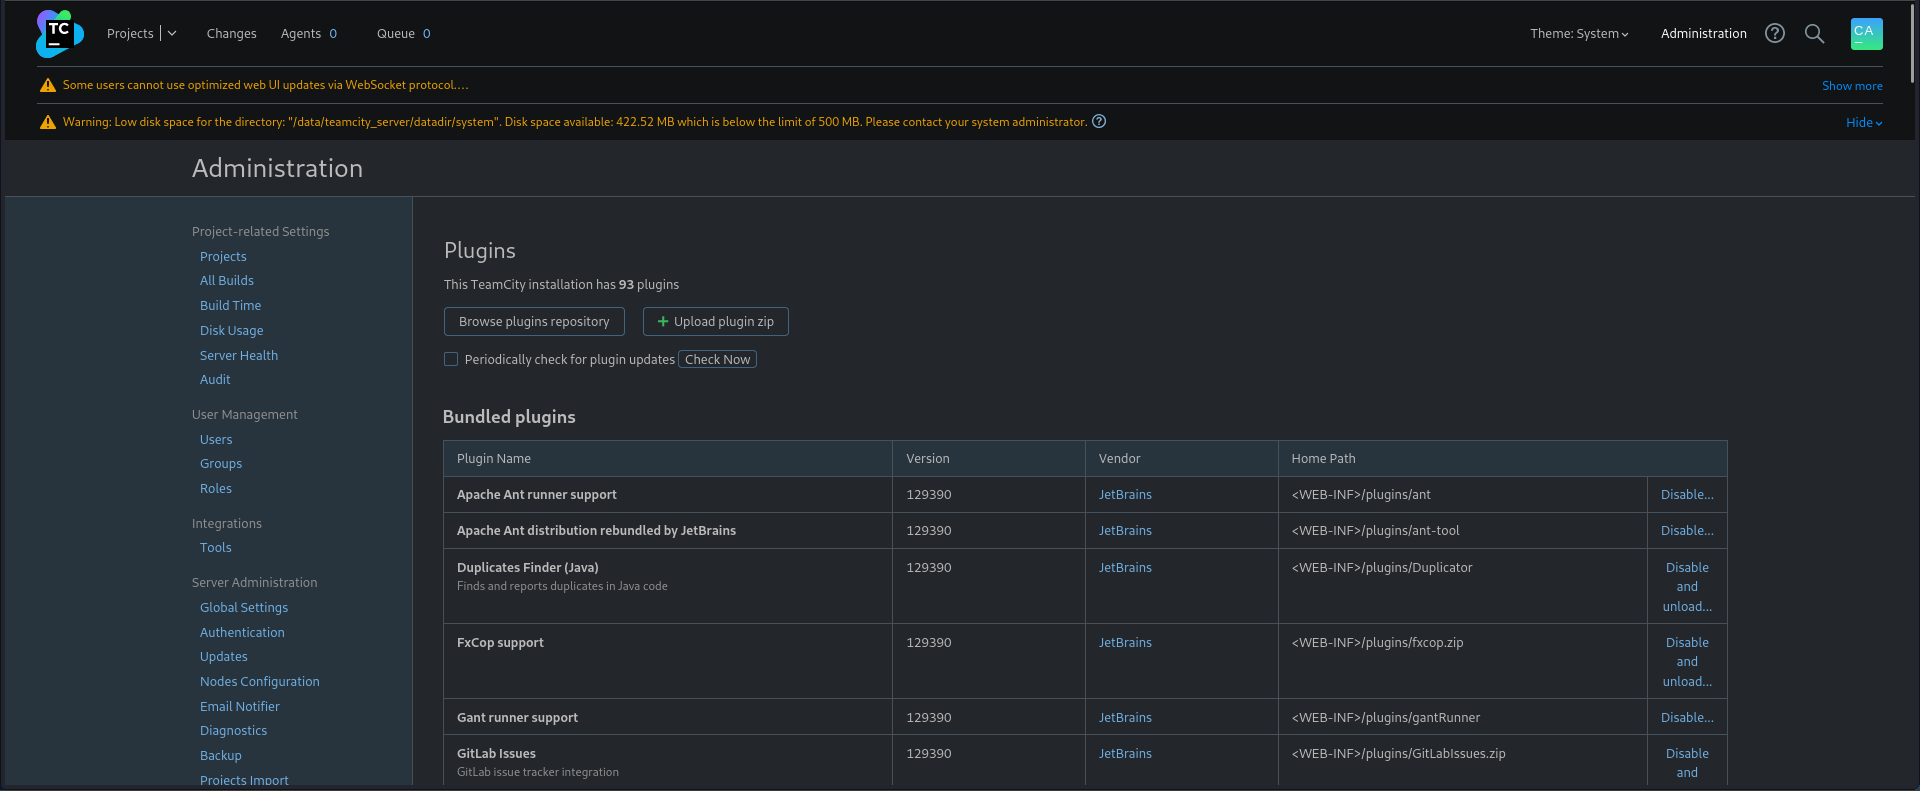 TC
Projects
Changes
Agents 0
Queue 0
Theme: System
Administration
CA
Some users cannot use optimized web UI updates via WebSocket protocol....
Show more
Warning: Low disk space for the directory: "/data/teamcity_server/datadir/system". Disk space available: 422.52 MB which is below the limit of 500 MB. Please contact your system administrator.
Hide
Administration
Project-related Settings
Projects
All Builds
Build Time
Disk Usage
Server Health
Audit
User Management
Users
Groups
Roles
Integrations
Tools
Server Administration
Global Settings
Authentication
Updates
Nodes Configuration
Email Notifier
Diagnostics
Backup
Projects Import
Plugins
This TeamCity installation has 93 plugins
Browse plugins repository
+ Upload plugin zip
Periodically check for plugin updates Check Now
Bundled plugins
Plugin Name Version Vendor Home Path
Apache Ant runner support 129390 JetBrains <WEB-INF>/plugins/ant Disable...
Apache Ant distribution rebundled by JetBrains 129390 JetBrains <WEB-INF>/plugins/ant-tool Disable...
Duplicates Finder (Java) 129390 JetBrains <WEB-INF>/plugins/Duplicator Disable
Finds and reports duplicates in Java code and
unload...
FxCop support 129390 JetBrains <WEB-INF>/plugins/fxcop.zip Disable
and
unload...
Gant runner support 129390 JetBrains <WEB-INF>/plugins/gantRunner Disable...
GitLab Issues 129390 JetBrains <WEB-INF>/plugins/GitLabIssues.zip Disable
GitLab issue tracker integration and